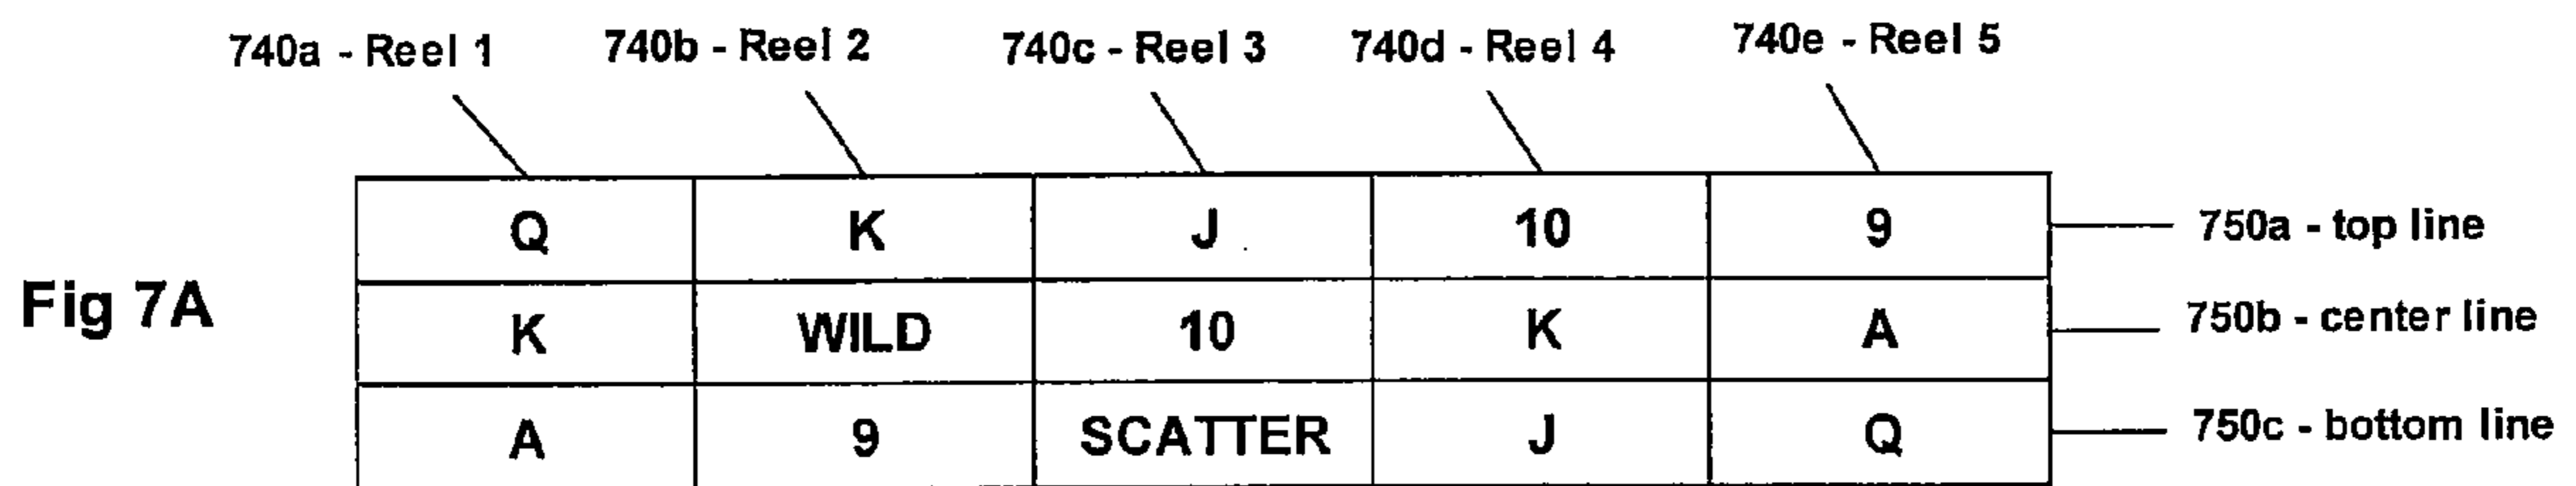 740a - Reel 1 740b - Reel 2 740c - Reel 3 740d - Reel 4 740e - Reel 5
Q K J 10 9 750a - top line
Fig 7A
K WILD 10 K A 750b - center line
A 9 SCATTER J Q 750c - bottom line